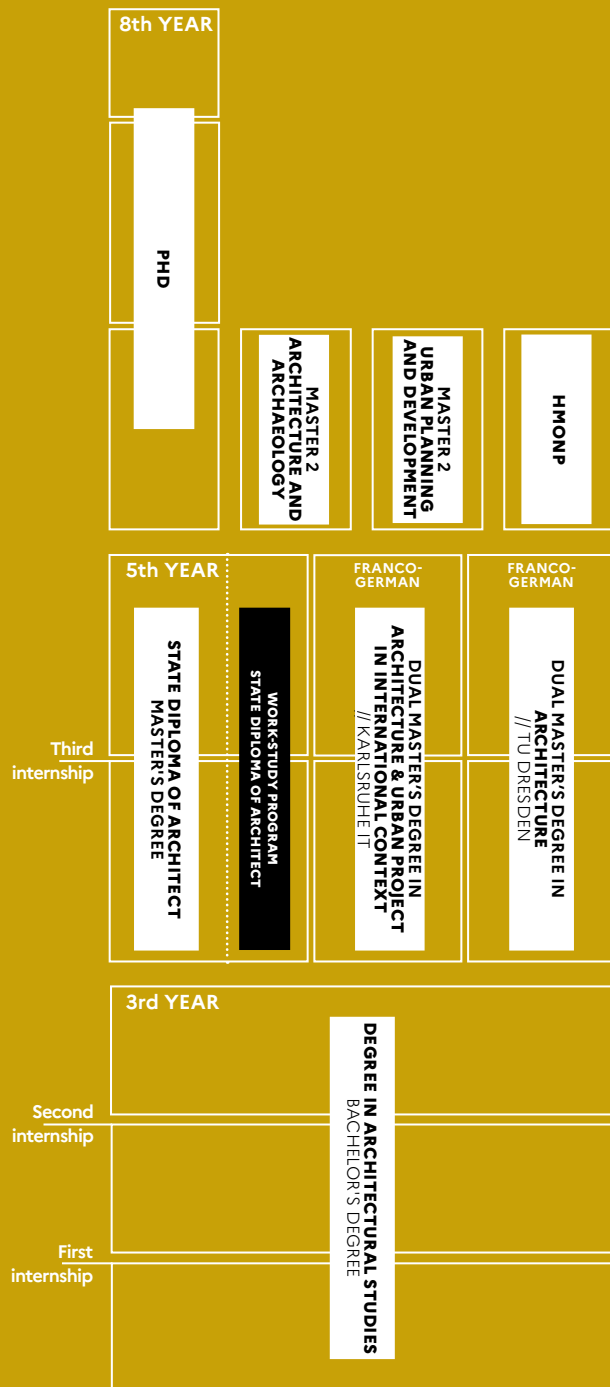 8th YEAR
PHD
MASTER 2
ARCHITECTURE AND
ARCHAEOLOGY
MASTER 2
URBAN PLANNING
AND DEVELOPMENT
HMONP
5th YEAR
STATE DIPLOMA OF ARCHITECT
MASTER'S DEGREE
WORK-STUDY PROGRAM
STATE DIPLOMA OF ARCHITECT
FRANCO-
GERMAN
DUAL MASTER'S DEGREE IN
ARCHITECTURE & URBAN PROJECT
IN INTERNATIONAL CONTEXT
// KARLSRUHE IT
FRANCO-
GERMAN
DUAL MASTER'S DEGREE IN
ARCHITECTURE
// TU DRESDEN
Third
internship
3rd YEAR
DEGREE IN ARCHITECTURAL STUDIES
BACHELOR'S DEGREE
Second
internship
First
internship